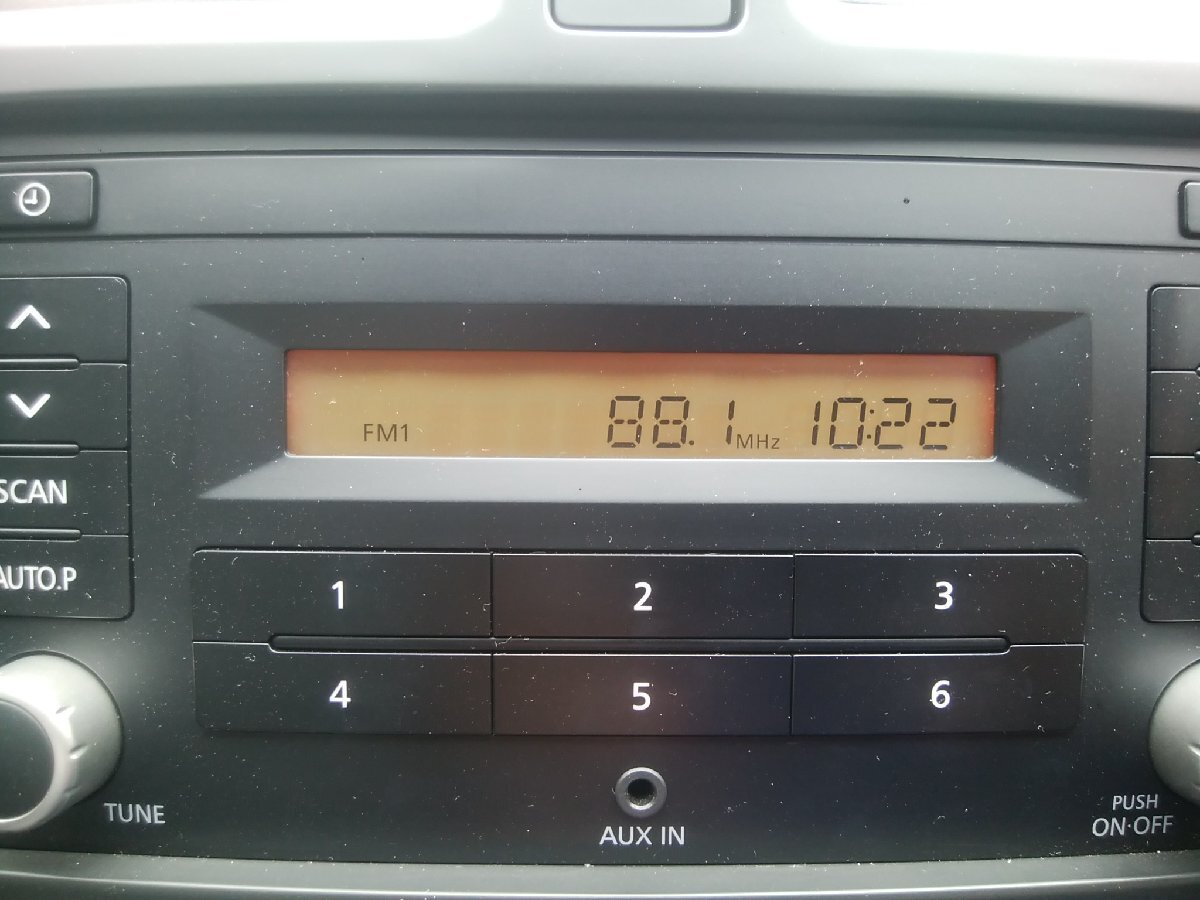 FM1 88.1 MHz 10:22
SCAN
AUTO.P
1 2 3
4 5 6
TUNE
AUX IN
PUSH
ON·OFF